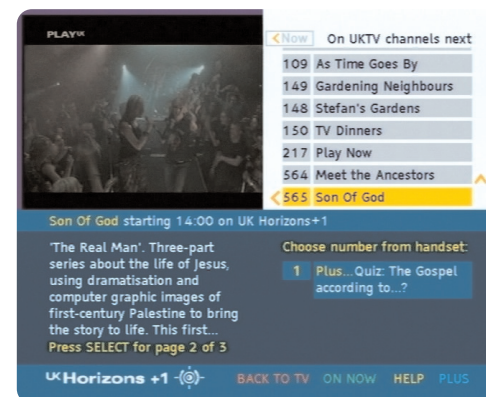 PLAYUK
Now On UKTV channels next
109 As Time Goes By
149 Gardening Neighbours
148 Stefan's Gardens
150 TV Dinners
217 Play Now
564 Meet the Ancestors
565 Son Of God
Son Of God starting 14:00 on UK Horizons+1
'The Real Man'. Three-part
series about the life of Jesus,
using dramatisation and
computer graphic images of
first-century Palestine to bring
the story to life. This first...
Press SELECT for page 2 of 3
Choose number from handset:
1 Plus...Quiz: The Gospel
according to...?
UK Horizons +1 BACK TO TV ON NOW HELP PLUS